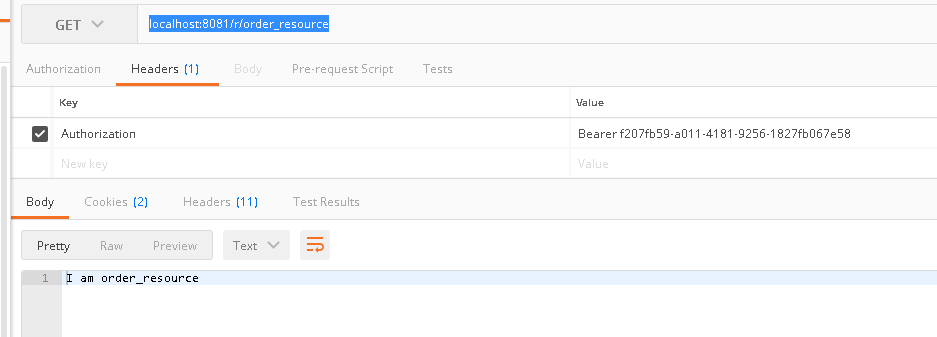 GET localhost:8081/r/order_resource
Authorization Headers (1) Body Pre-request Script Tests
Key Value
Authorization Bearer f207fb59-a011-4181-9256-1827fb067e58
New key Value
Body Cookies (2) Headers (11) Test Results
Pretty Raw Preview Text
1 I am order_resource